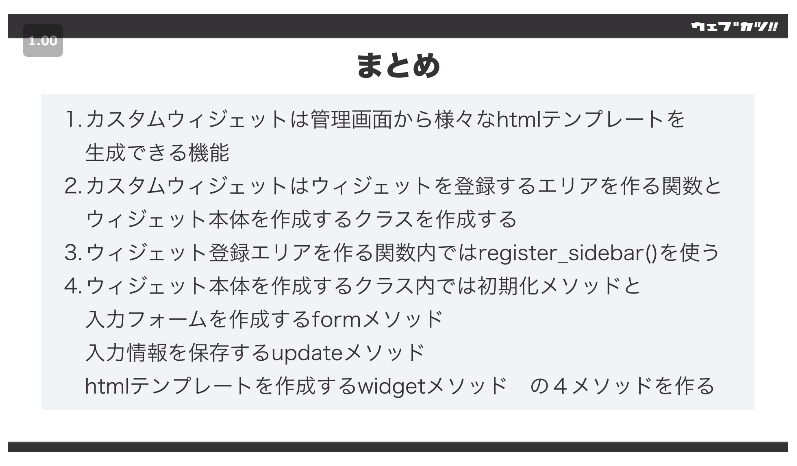 ウェブカツ!!
1.00
まとめ
1. カスタムウィジェットは管理画面から様々なhtmlテンプレートを
生成できる機能
2. カスタムウィジェットはウィジェットを登録するエリアを作る関数と
ウィジェット本体を作成するクラスを作成する
3. ウィジェット登録エリアを作る関数内ではregister_sidebar()を使う
4. ウィジェット本体を作成するクラス内では初期化メソッドと
入力フォームを作成するformメソッド
入力情報を保存するupdateメソッド
htmlテンプレートを作成するwidgetメソッド　の４メソッドを作る